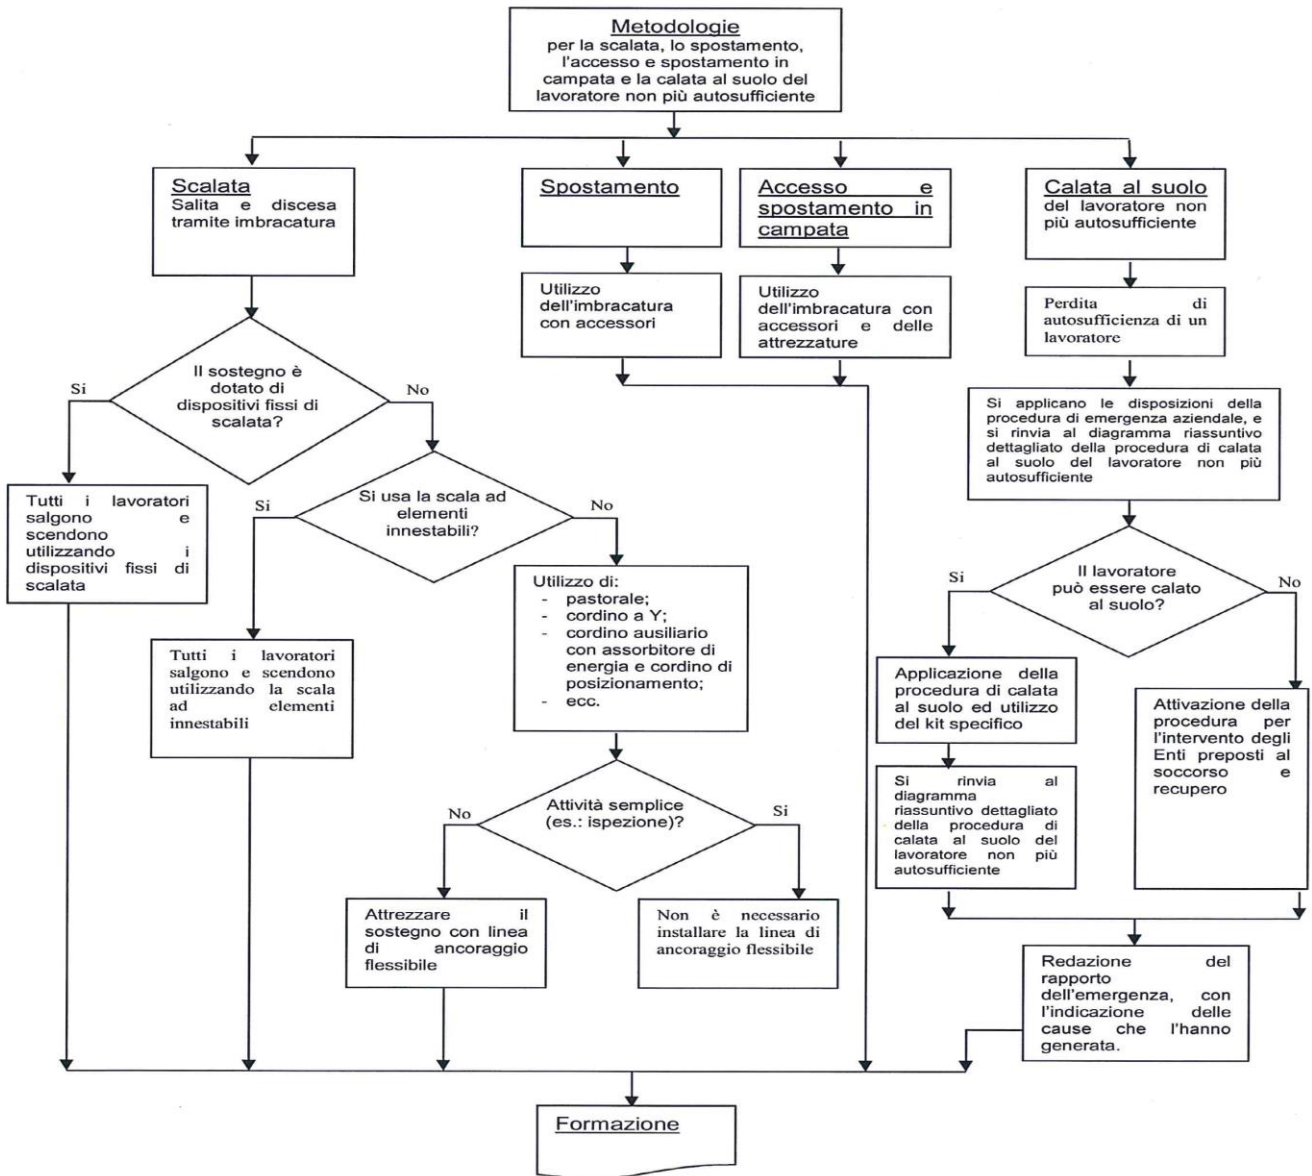 Metodologie
per la scalata, lo spostamento,
l'accesso e spostamento in
campata e la calata al suolo del
lavoratore non più autosufficiente
Scalata
Salita e discesa
tramite imbracatura
Spostamento
Accesso e
spostamento in
campata
Calata al suolo
del lavoratore non
più autosufficiente
Utilizzo
dell'imbracatura
con accessori
Utilizzo
dell'imbracatura con
accessori e delle
attrezzature
Perdita di
autosufficienza di un
lavoratore
Il sostegno è
dotato di
dispositivi fissi di
scalata?
Si
No
Si applicano le disposizioni della
procedura di emergenza aziendale, e
si rinvia al diagramma riassuntivo
dettagliato della procedura di calata
al suolo del lavoratore non più
autosufficiente
Tutti i lavoratori
salgono e
scendono
utilizzando i
dispositivi fissi di
scalata
Si usa la scala ad
elementi
innestabili?
Si
No
Il lavoratore
può essere calato
al suolo?
Si
No
Utilizzo di:
- pastorale;
- cordino a Y;
- cordino ausiliario
con assorbitore di
energia e cordino di
posizionamento;
- ecc.
Tutti i lavoratori
salgono e scendono
utilizzando la scala
ad elementi
innestabili
Applicazione della
procedura di calata
al suolo ed utilizzo
del kit specifico
Attivazione della
procedura per
l'intervento degli
Enti preposti al
soccorso e
recupero
Attività semplice
(es.: ispezione)?
No
Si
Si rinvia al
diagramma
riassuntivo dettagliato
della procedura di
calata al suolo del
lavoratore non più
autosufficiente
Attrezzare il
sostegno con linea
di ancoraggio
flessibile
Non è necessario
installare la linea di
ancoraggio flessibile
Redazione del
rapporto
dell'emergenza, con
l'indicazione delle
cause che l'hanno
generata.
Formazione